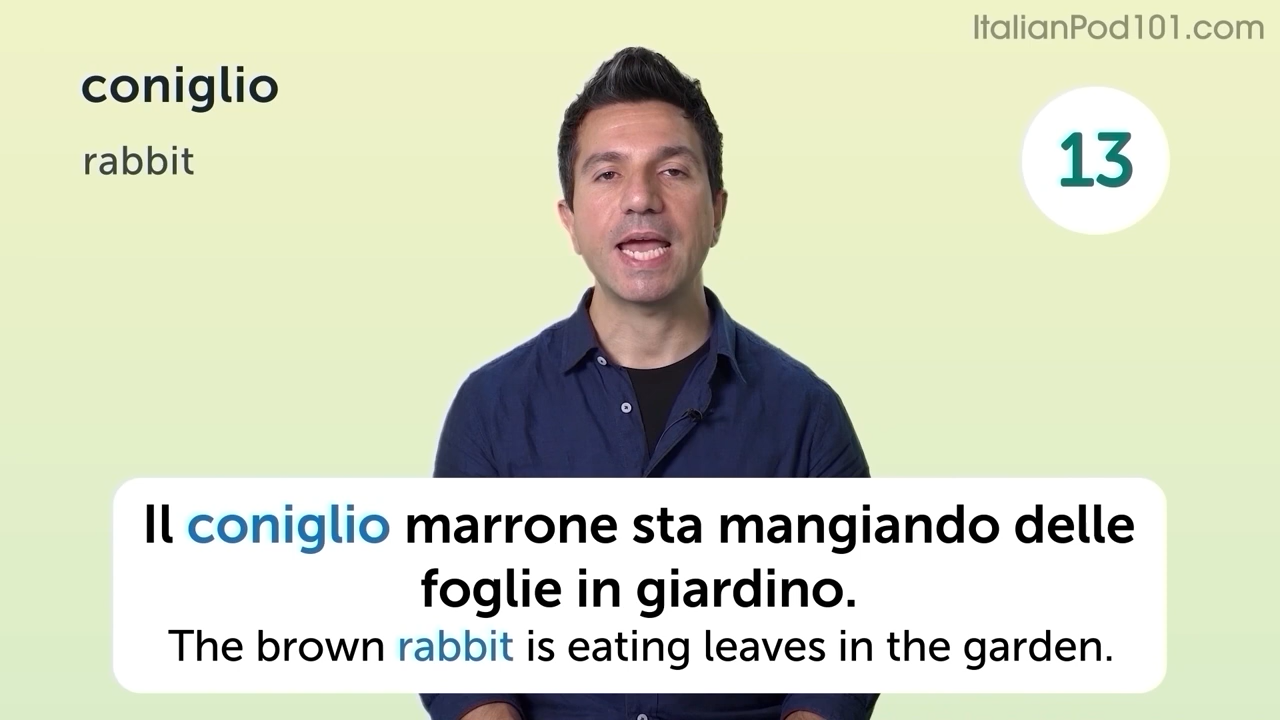 ItalianPod101.com
coniglio
rabbit
13
Il coniglio marrone sta mangiando delle
foglie in giardino.
The brown rabbit is eating leaves in the garden.